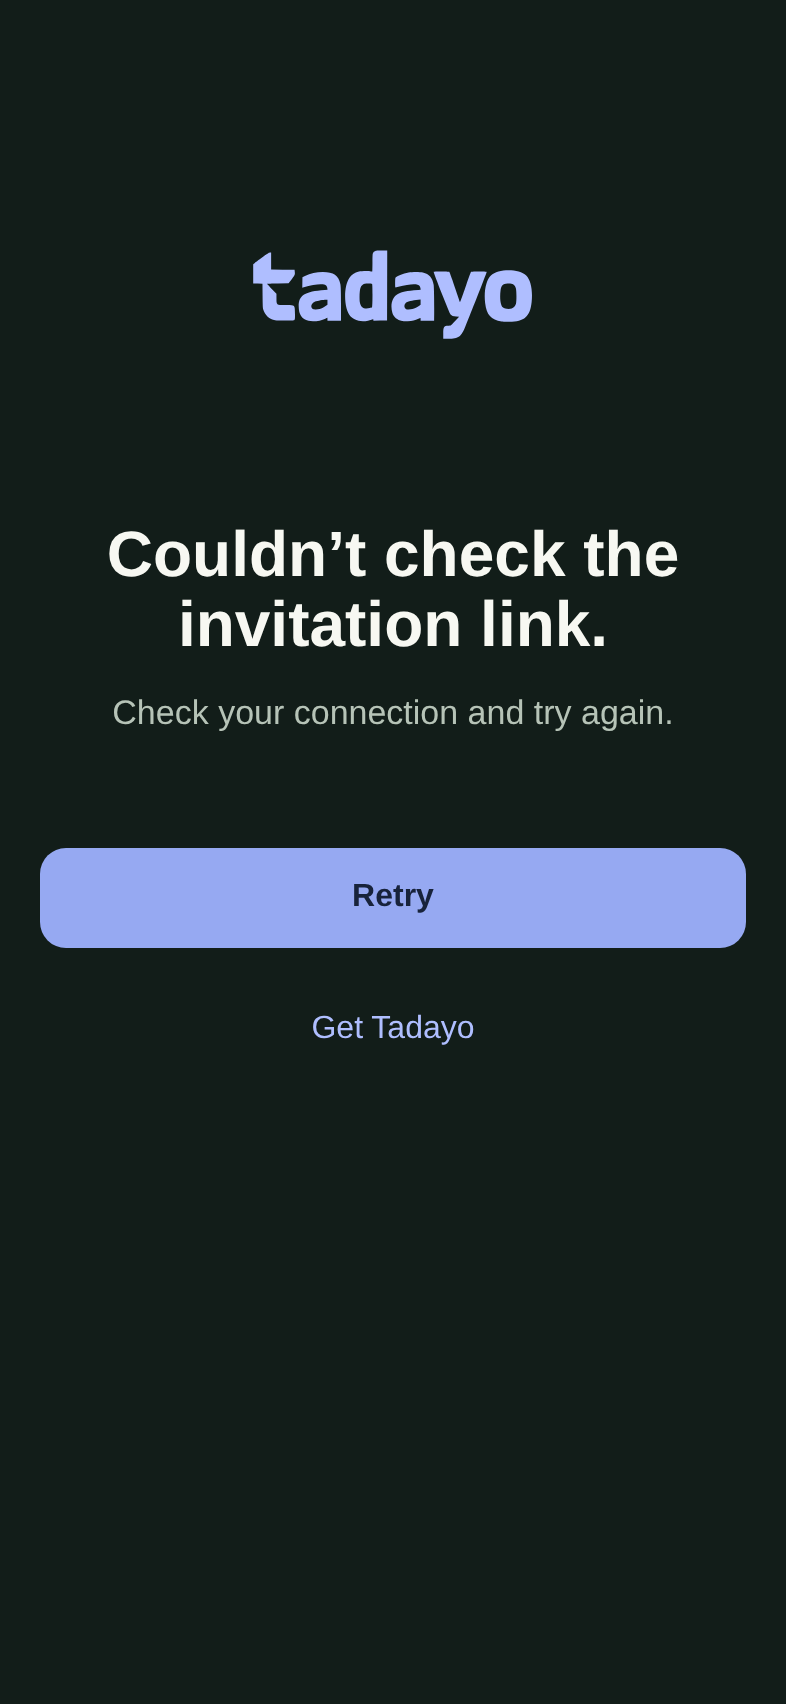 tadayo
Couldn’t check the
invitation link.
Check your connection and try again.
Retry
Get Tadayo